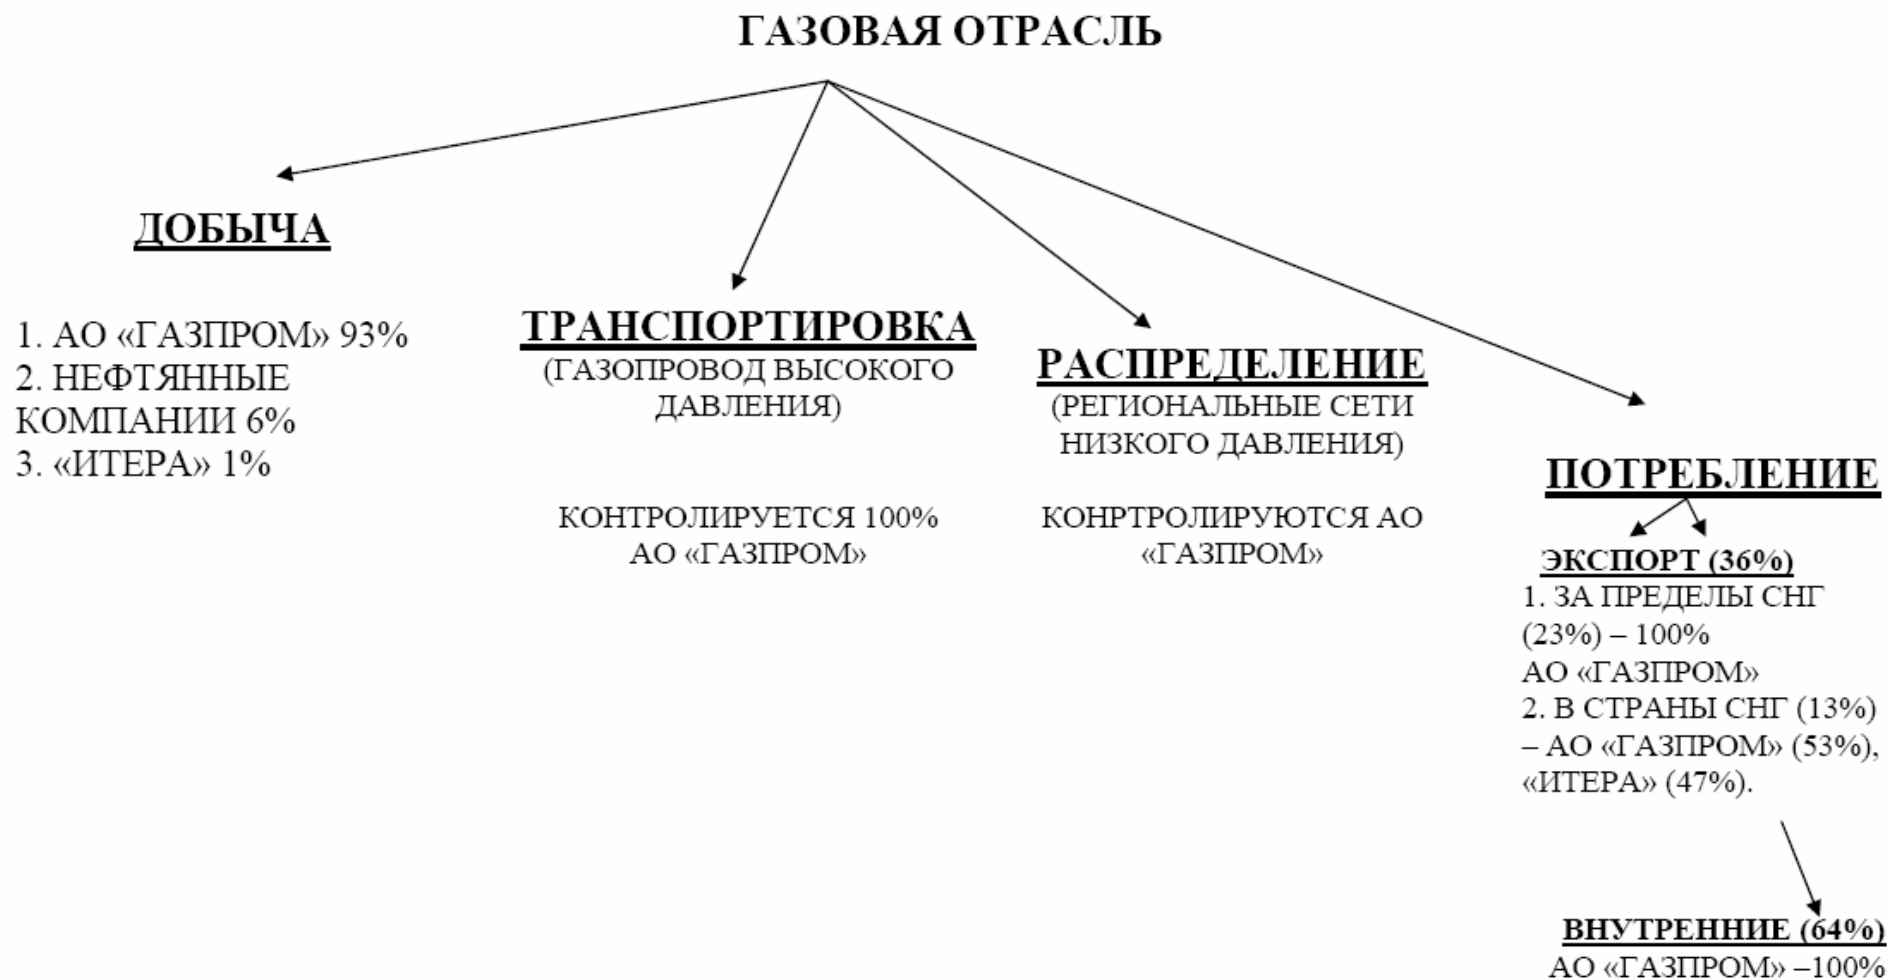 ГАЗОВАЯ ОТРАСЛЬ
ДОБЫЧА
1. АО «ГАЗПРОМ» 93%
2. НЕФТЯННЫЕ
КОМПАНИИ 6%
3. «ИТЕРА» 1%
ТРАНСПОРТИРОВКА
(ГАЗОПРОВОД ВЫСОКОГО
ДАВЛЕНИЯ)
КОНТРОЛИРУЕТСЯ 100%
АО «ГАЗПРОМ»
РАСПРЕДЕЛЕНИЕ
(РЕГИОНАЛЬНЫЕ СЕТИ
НИЗКОГО ДАВЛЕНИЯ)
КОНРТРОЛИРУЮТСЯ АО
«ГАЗПРОМ»
ПОТРЕБЛЕНИЕ
ЭКСПОРТ (36%)
1. ЗА ПРЕДЕЛЫ СНГ
(23%) – 100%
АО «ГАЗПРОМ»
2. В СТРАНЫ СНГ (13%)
– АО «ГАЗПРОМ» (53%),
«ИТЕРА» (47%).
ВНУТРЕННИЕ (64%)
АО «ГАЗПРОМ» –100%